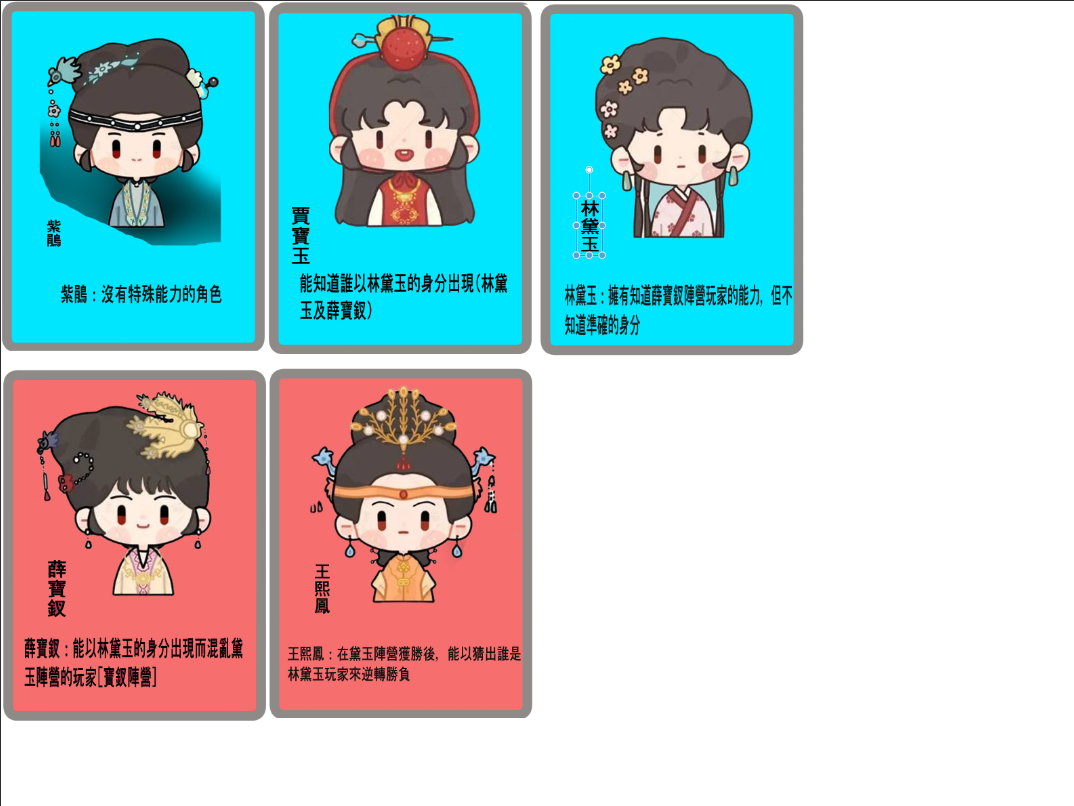 紫鵑
紫鵑：沒有特殊能力的角色
賈寶玉
能知道誰以林黛玉的身分出現(林黛
玉及薛寶釵)
林黛玉
林黛玉：擁有知道薛寶釵陣營玩家的能力，但不
知道準確的身分
薛寶釵
薛寶釵：能以林黛玉的身分出現而混亂黛
玉陣營的玩家[寶釵陣營]
王熙鳳
王熙鳳：在黛玉陣營獲勝後，能以猜出誰是
林黛玉玩家來逆轉勝負